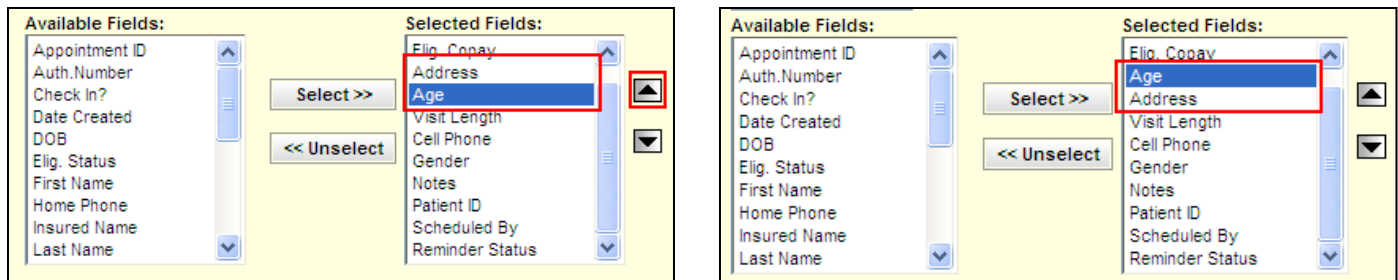 Available Fields:
Appointment ID
Auth.Number
Check In?
Date Created
DOB
Elig. Status
First Name
Home Phone
Insured Name
Last Name
Select >>
<< Unselect
Selected Fields:
Elig. Copay
Address
Age
Visit Length
Cell Phone
Gender
Notes
Patient ID
Scheduled By
Reminder Status
Available Fields:
Appointment ID
Auth.Number
Check In?
Date Created
DOB
Elig. Status
First Name
Home Phone
Insured Name
Last Name
Select >>
<< Unselect
Selected Fields:
Elig. Copay
Age
Address
Visit Length
Cell Phone
Gender
Notes
Patient ID
Scheduled By
Reminder Status